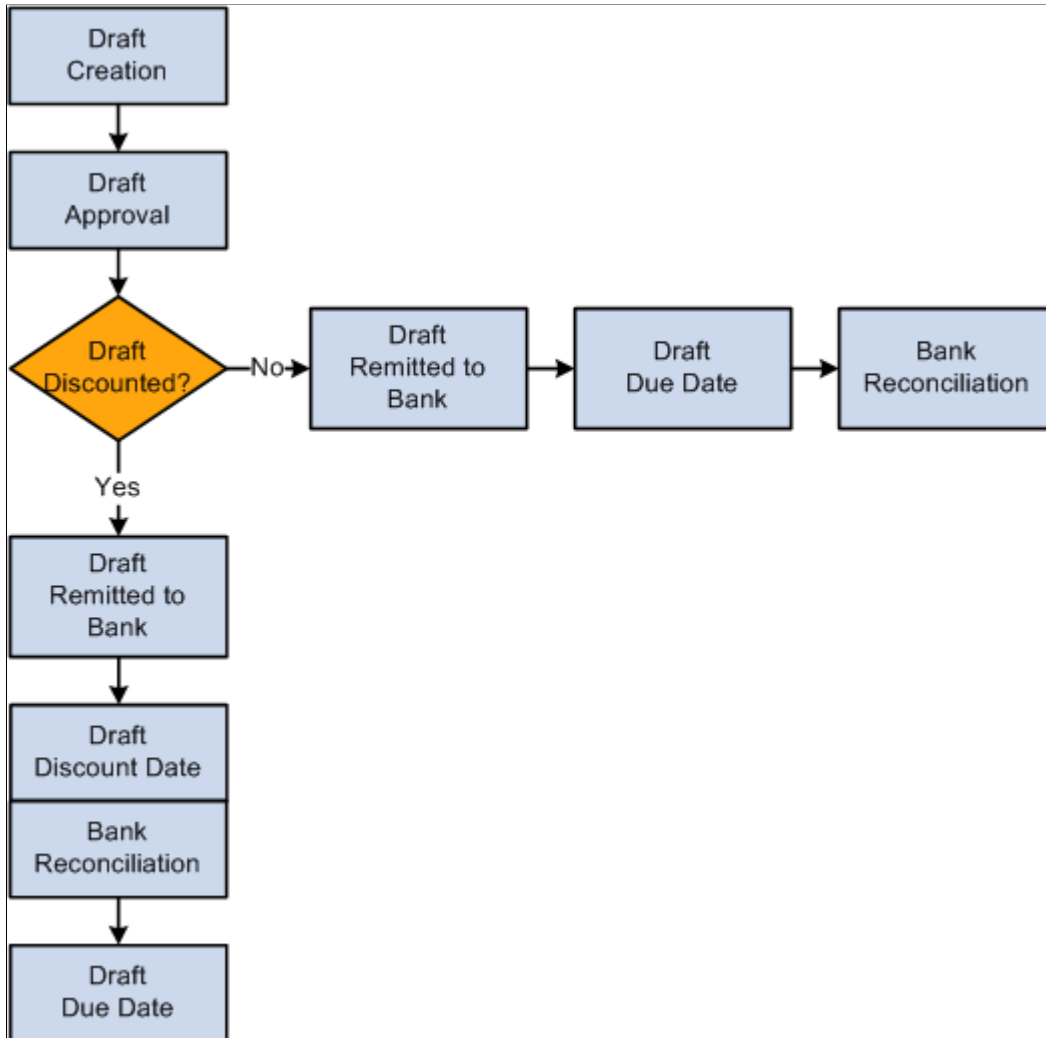 Draft
Creation
Draft
Approval
Draft
Discounted?
No
Draft
Remitted to
Bank
Draft
Due Date
Bank
Reconciliation
Yes
Draft
Remitted to
Bank
Draft
Discount Date
Bank
Reconciliation
Draft
Due Date